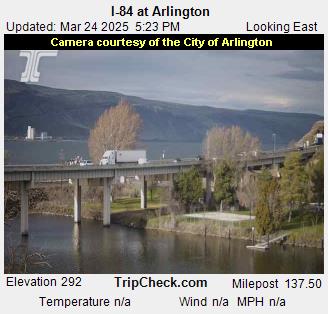 I-84 at Arlington
Updated: Mar 24 2025 5:23 PM Looking East
Camera courtesy of the City of Arlington
Elevation 292 TripCheck.com Milepost 137.50
Temperature n/a Wind n/a MPH n/a